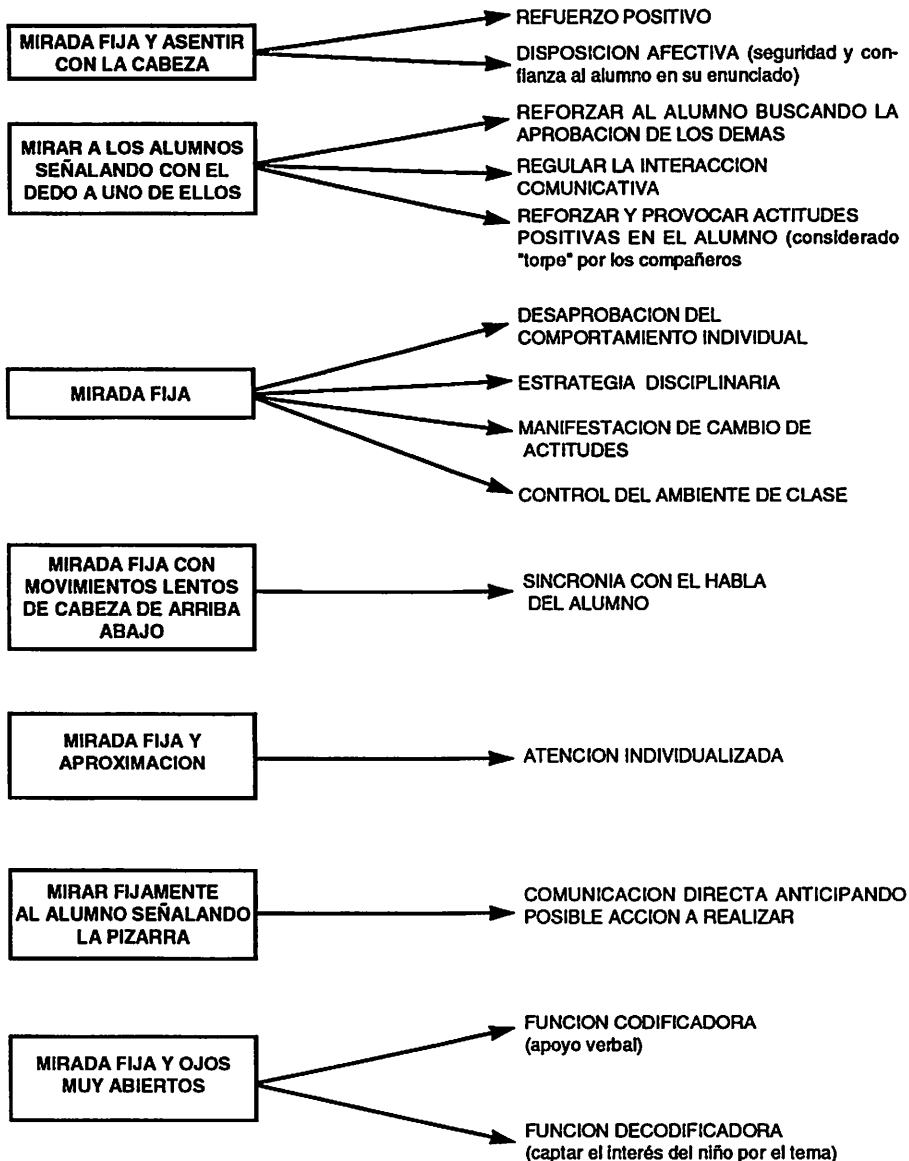 MIRADA FIJA Y ASENTIR
CON LA CABEZA
REFUERZO POSITIVO
DISPOSICION AFECTIVA (seguridad y con-
fianza al alumno en su enunciado)
MIRAR A LOS ALUMNOS
SEÑALANDO CON EL
DEDO A UNO DE ELLOS
REFORZAR AL ALUMNO BUSCANDO LA
APROBACION DE LOS DEMAS
REGULAR LA INTERACCION
COMUNICATIVA
REFORZAR Y PROVOCAR ACTITUDES
POSITIVAS EN EL ALUMNO (considerado
"torpe" por los compañeros
MIRADA FIJA
DESAPROBACION DEL
COMPORTAMIENTO INDIVIDUAL
ESTRATEGIA DISCIPLINARIA
MANIFESTACION DE CAMBIO DE
ACTITUDES
CONTROL DEL AMBIENTE DE CLASE
MIRADA FIJA CON
MOVIMIENTOS LENTOS
DE CABEZA DE ARRIBA
ABAJO
SINCRONIA CON EL HABLA
DEL ALUMNO
MIRADA FIJA Y
APROXIMACION
ATENCION INDIVIDUALIZADA
MIRAR FIJAMENTE
AL ALUMNO SEÑALANDO
LA PIZARRA
COMUNICACION DIRECTA ANTICIPANDO
POSIBLE ACCION A REALIZAR
MIRADA FIJA Y OJOS
MUY ABIERTOS
FUNCION CODIFICADORA
(apoyo verbal)
FUNCION DECODIFICADORA
(captar el interés del niño por el tema)